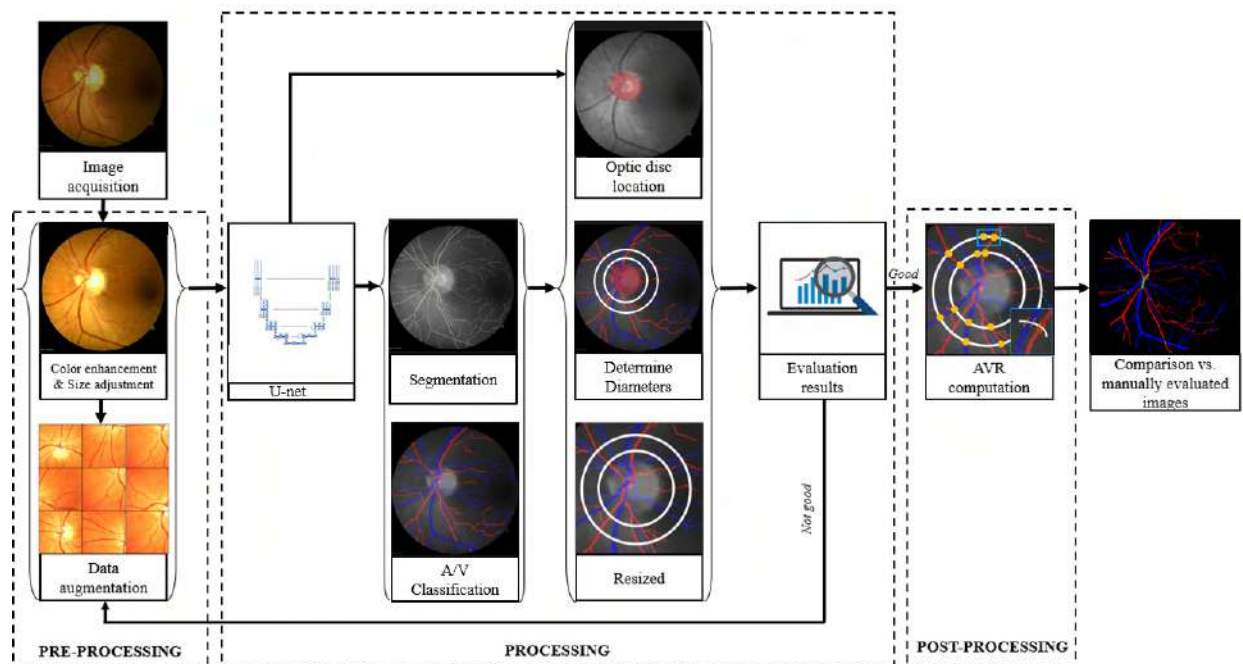 Image
acquisition
Color enhancement
& Size adjustment
Data
augmentation
PRE-PROCESSING
U-net
Segmentation
A/V
Classification
Optic disc
location
Determine
Diameters
Resized
Evaluation
results
Good
Not good
PROCESSING
AVR
computation
POST-PROCESSING
Comparison vs.
manually evaluated
images